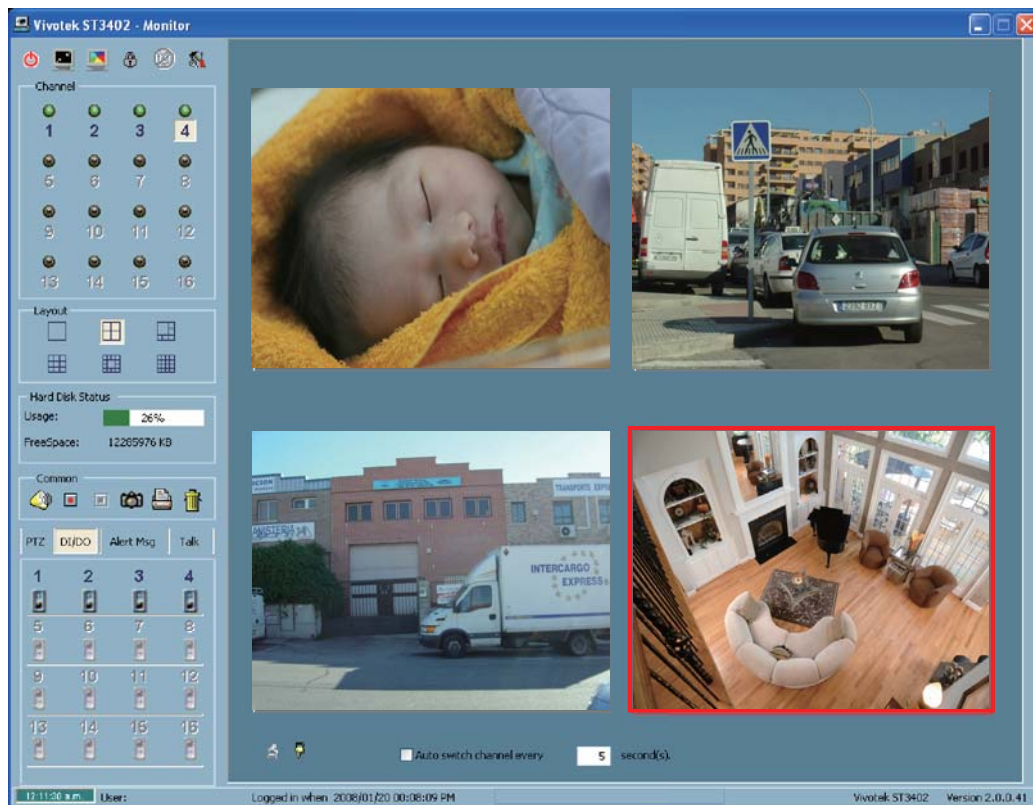 Vivotek ST3402 - Monitor
Channel
1 2 3 4
5 6 7 8
9 10 11 12
13 14 15 16
Layout
Hard Disk Status
Usage: 26%
FreeSpace: 12285976 KB
Common
PTZ DI/DO Alert Msg Talk
1 2 3 4
5 6 7 8
9 10 11 12
13 14 15 16
TRANSPORTE
INTERCARGO
EXPRESS
Auto switch channel every 5 second(s).
12:11:30 a.m. User: Logged in when 2008/01/20 00:08:09 PM Vivotek ST3402 Version 2.0.0.41